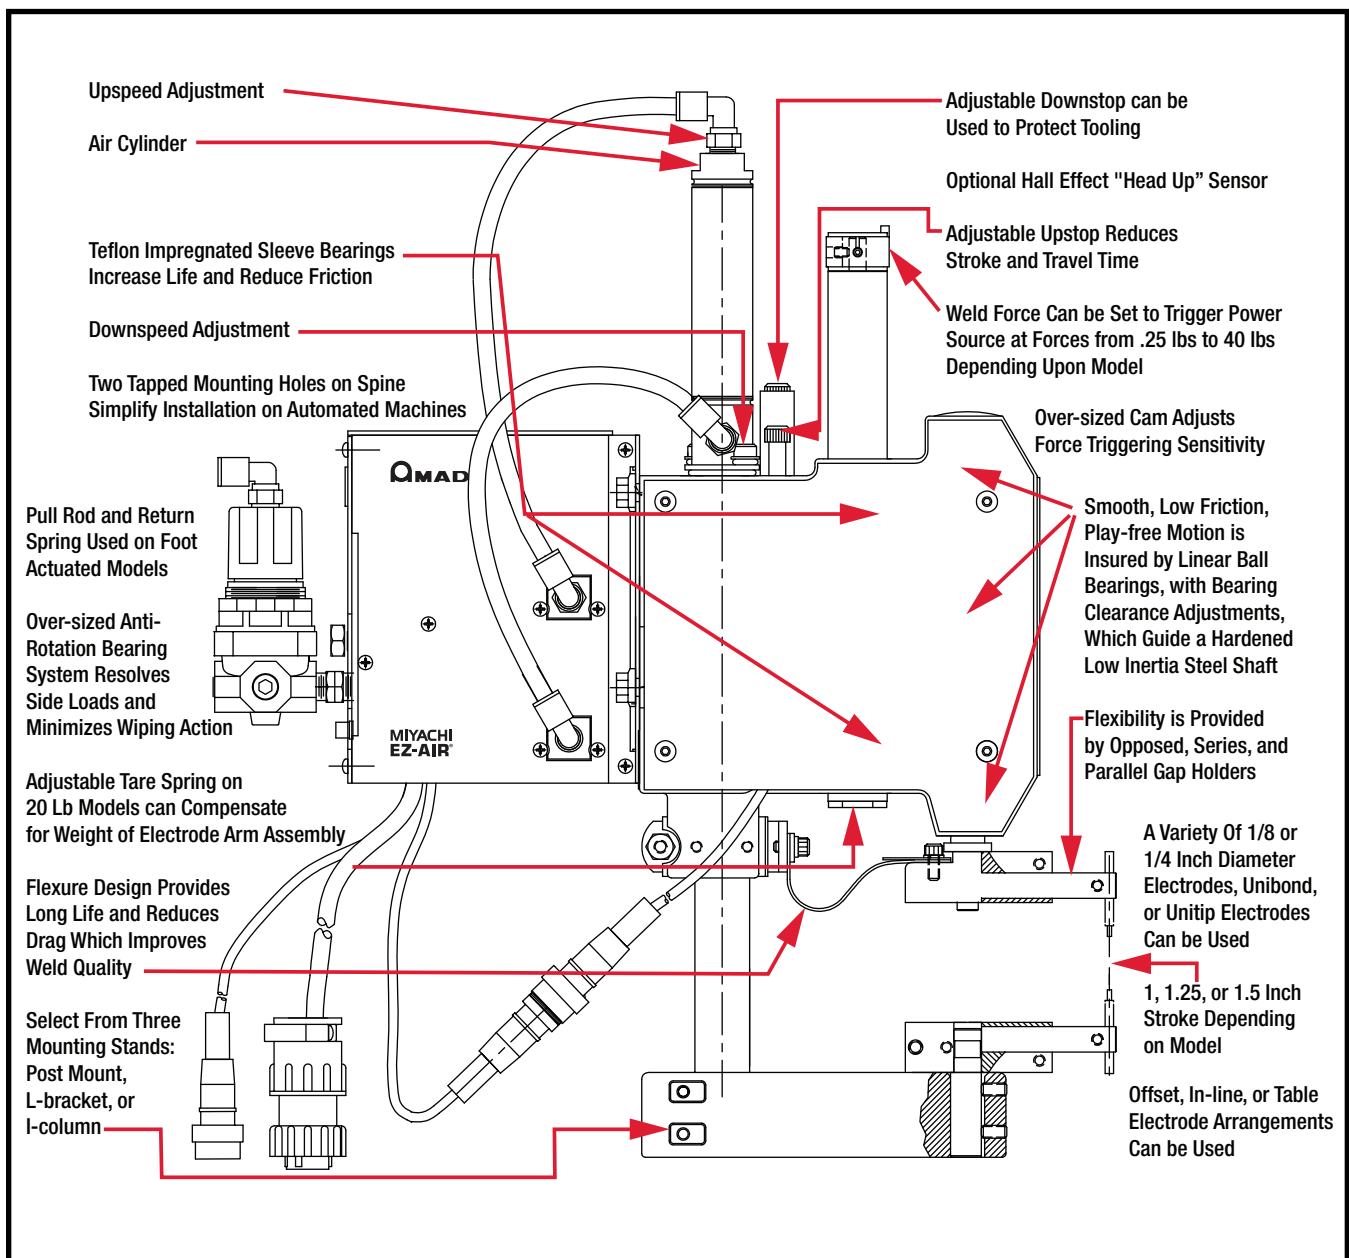 Upspeed Adjustment
Air Cylinder
Teflon Impregnated Sleeve Bearings
Increase Life and Reduce Friction
Downspeed Adjustment
Two Tapped Mounting Holes on Spine
Simplify Installation on Automated Machines
Pull Rod and Return
Spring Used on Foot
Actuated Models
Over-sized Anti-
Rotation Bearing
System Resolves
Side Loads and
Minimizes Wiping Action
Adjustable Tare Spring on
20 Lb Models can Compensate
for Weight of Electrode Arm Assembly
Flexure Design Provides
Long Life and Reduces
Drag Which Improves
Weld Quality
Select From Three
Mounting Stands:
Post Mount,
L-bracket, or
I-column
AMAD
MIYACHI
EZ-AIR®
Adjustable Downstop can be
Used to Protect Tooling
Optional Hall Effect "Head Up” Sensor
Adjustable Upstop Reduces
Stroke and Travel Time
Weld Force Can be Set to Trigger Power
Source at Forces from .25 lbs to 40 lbs
Depending Upon Model
Over-sized Cam Adjusts
Force Triggering Sensitivity
Smooth, Low Friction,
Play-free Motion is
Insured by Linear Ball
Bearings, with Bearing
Clearance Adjustments,
Which Guide a Hardened
Low Inertia Steel Shaft
Flexibility is Provided
by Opposed, Series, and
Parallel Gap Holders
A Variety Of 1/8 or
1/4 Inch Diameter
Electrodes, Unibond,
or Unitip Electrodes
Can be Used
1, 1.25, or 1.5 Inch
Stroke Depending
on Model
Offset, In-line, or Table
Electrode Arrangements
Can be Used